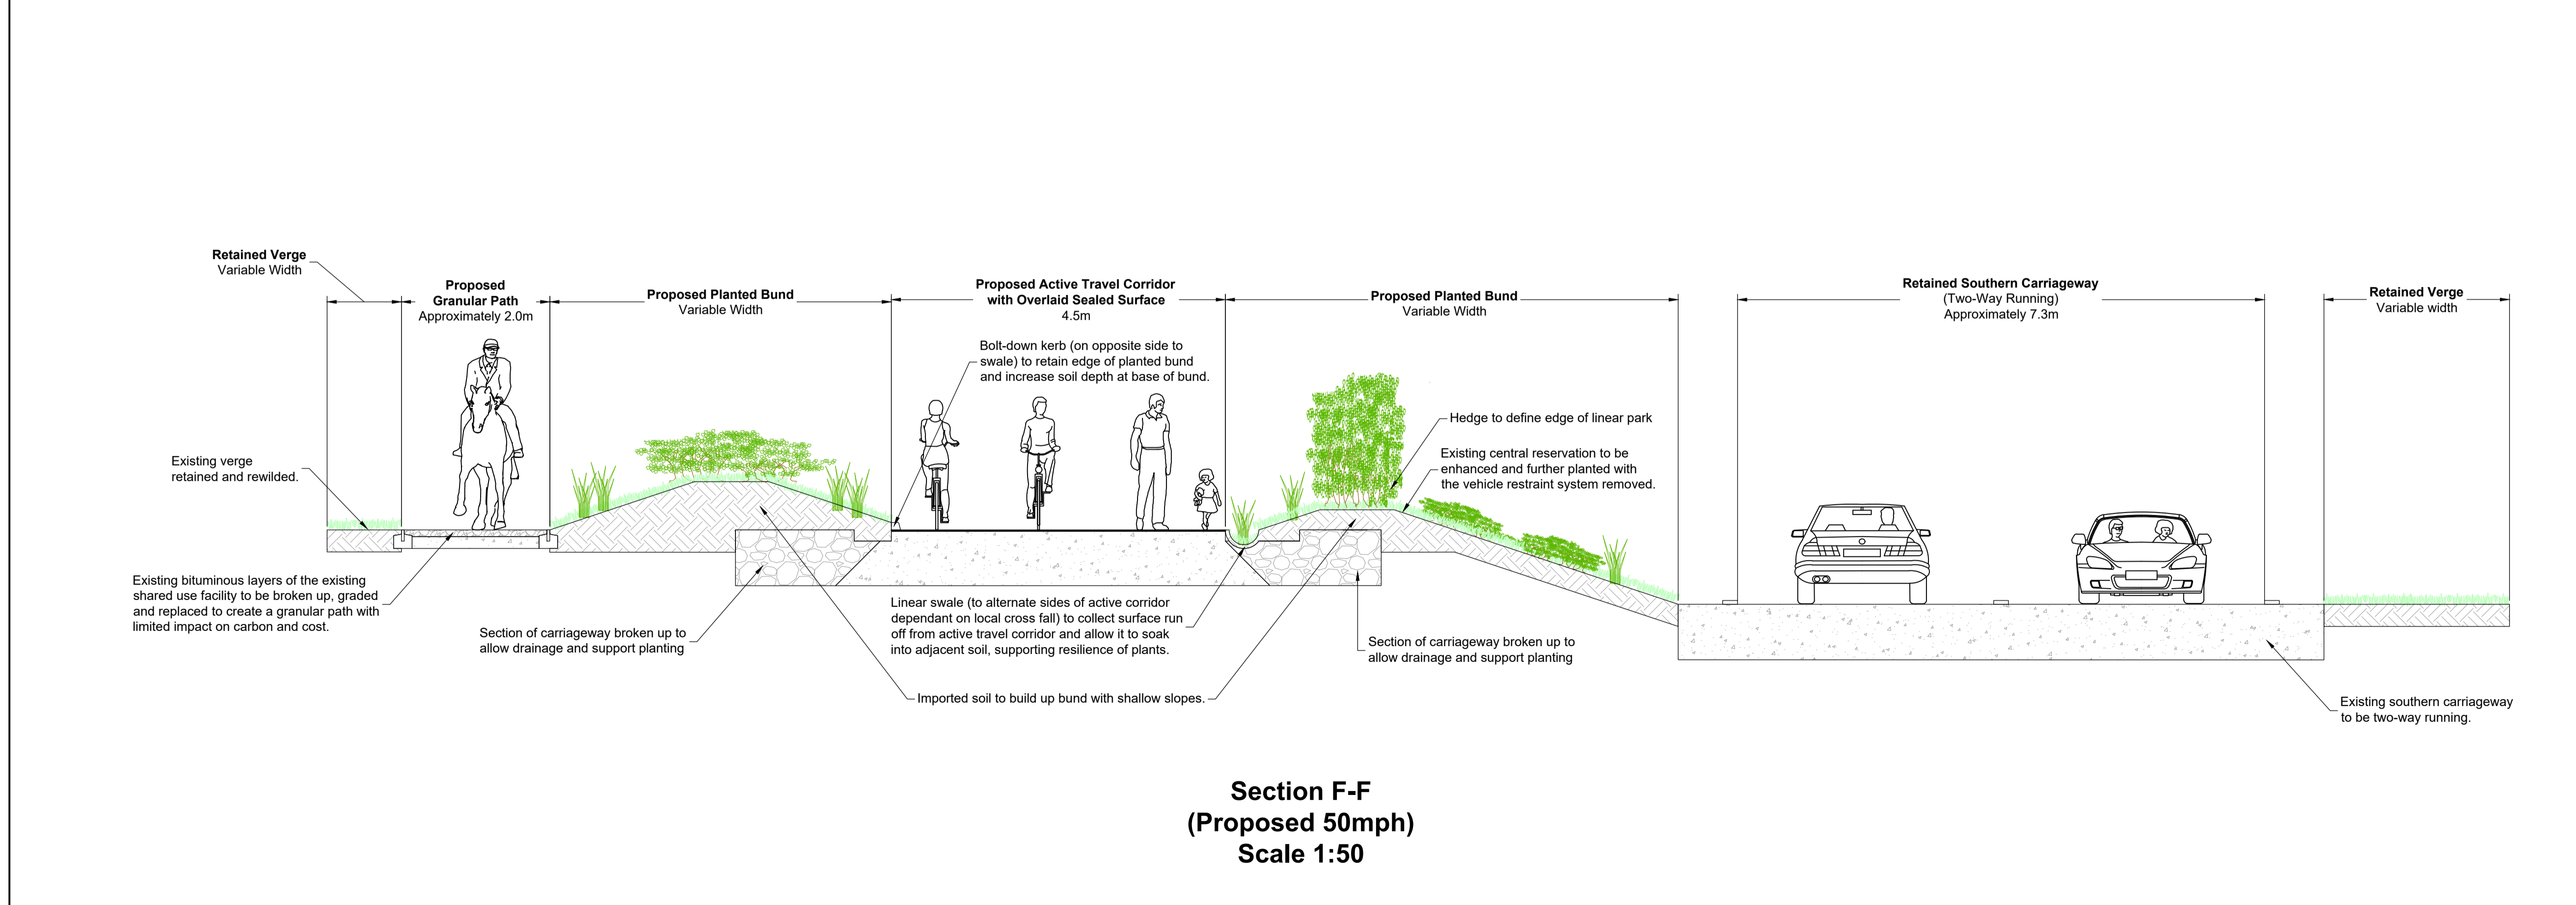 Retained Verge
Variable Width
Proposed
Granular Path
Approximately 2.0m
Proposed Planted Bund
Variable Width
Proposed Active Travel Corridor
with Overlaid Sealed Surface
4.5m
Proposed Planted Bund
Variable Width
Retained Southern Carriageway
(Two-Way Running)
Approximately 7.3m
Retained Verge
Variable width
Bolt-down kerb (on opposite side to
swale) to retain edge of planted bund
and increase soil depth at base of bund.
Hedge to define edge of linear park
Existing central reservation to be
enhanced and further planted with
the vehicle restraint system removed.
Existing verge
retained and rewilded.
Existing bituminous layers of the existing
shared use facility to be broken up, graded
and replaced to create a granular path with
limited impact on carbon and cost.
Section of carriageway broken up to
allow drainage and support planting
Linear swale (to alternate sides of active corridor
dependant on local cross fall) to collect surface run
off from active travel corridor and allow it to soak
into adjacent soil, supporting resilience of plants.
Section of carriageway broken up to
allow drainage and support planting
Imported soil to build up bund with shallow slopes.
Existing southern carriageway
to be two-way running.
Section F-F
(Proposed 50mph)
Scale 1:50